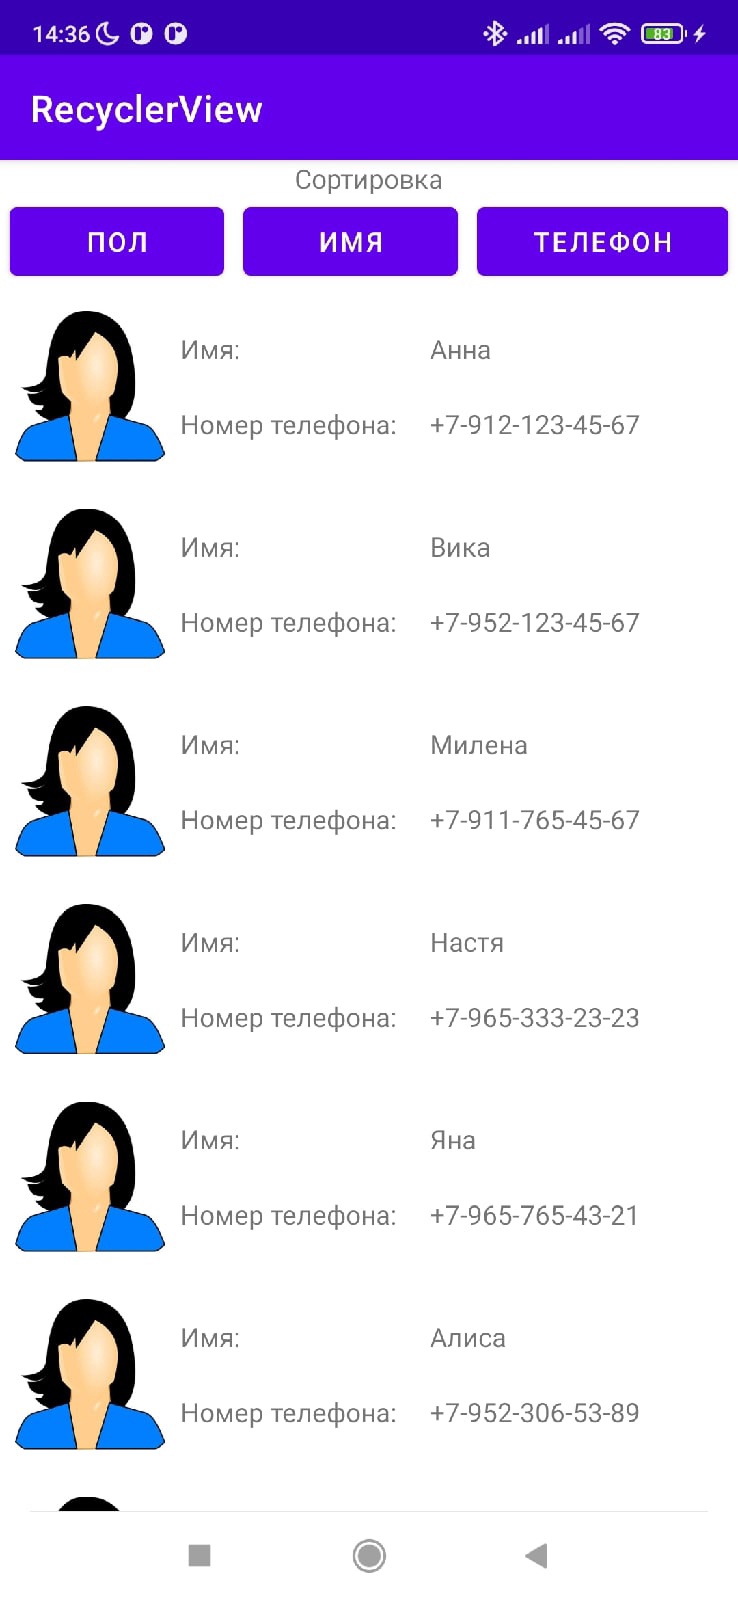 14:36 83
RecyclerView
Сортировка
ПОЛ ИМЯ ТЕЛЕФОН
Имя: Анна
Номер телефона: +7-912-123-45-67
Имя: Вика
Номер телефона: +7-952-123-45-67
Имя: Милена
Номер телефона: +7-911-765-45-67
Имя: Настя
Номер телефона: +7-965-333-23-23
Имя: Яна
Номер телефона: +7-965-765-43-21
Имя: Алиса
Номер телефона: +7-952-306-53-89